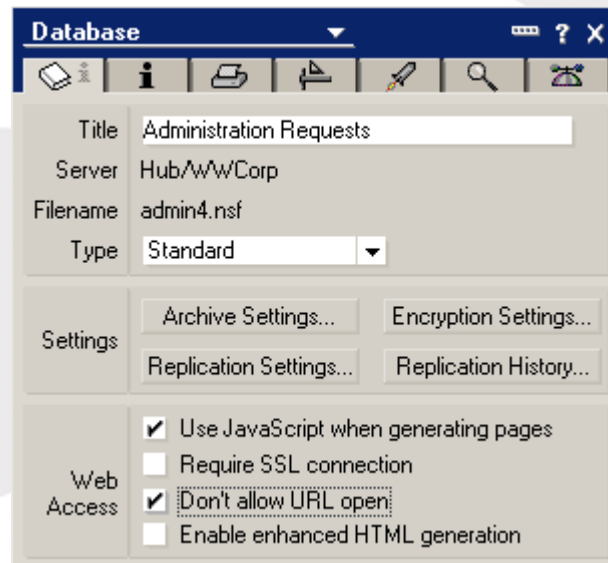 Database
? X
i i
Title Administration Requests
Server Hub/WWCorp
Filename admin4.nsf
Type Standard
Settings
Archive Settings... Encryption Settings...
Replication Settings... Replication History...
Web Access
Use JavaScript when generating pages
Require SSL connection
Don't allow URL open
Enable enhanced HTML generation